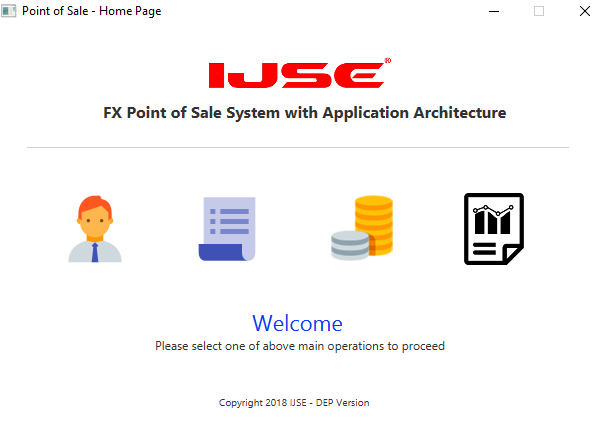 Point of Sale - Home Page
IJSE®
FX Point of Sale System with Application Architecture
Welcome
Please select one of above main operations to proceed
Copyright 2018 IJSE - DEP Version